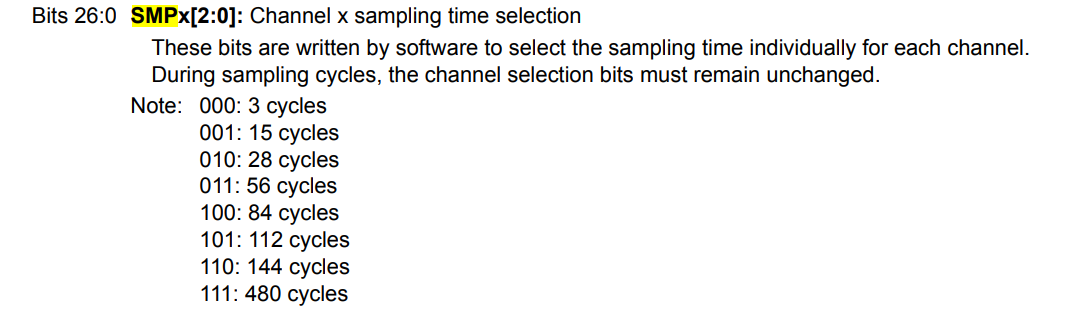 Bits 26:0 SMPx[2:0]: Channel x sampling time selection
These bits are written by software to select the sampling time individually for each channel.
During sampling cycles, the channel selection bits must remain unchanged.
Note: 000: 3 cycles
001: 15 cycles
010: 28 cycles
011: 56 cycles
100: 84 cycles
101: 112 cycles
110: 144 cycles
111: 480 cycles